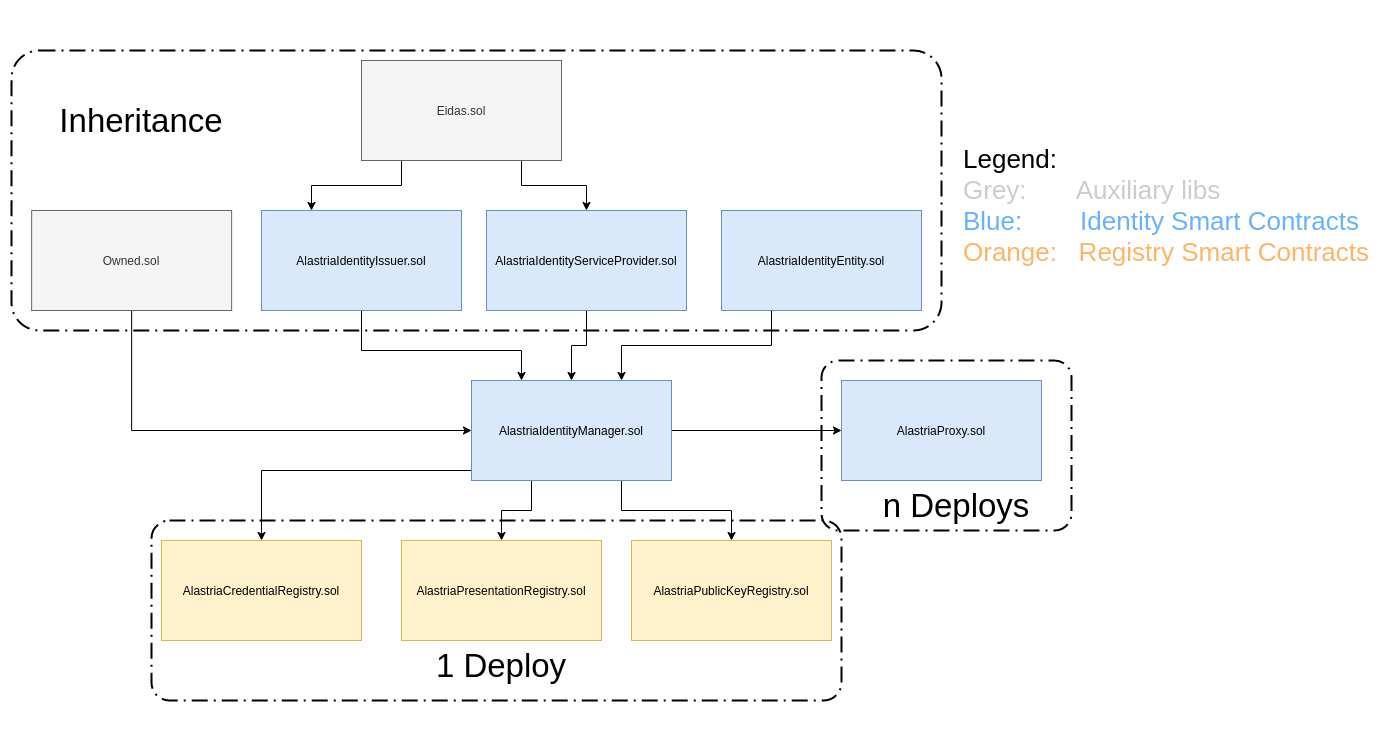 Eidas.sol
Inheritance
Legend:
Grey: Auxiliary libs
Blue: Identity Smart Contracts
Orange: Registry Smart Contracts
Owned.sol
AlastriaIdentityIssuer.sol
AlastriaIdentityServiceProvider.sol
AlastriaIdentityEntity.sol
AlastriaIdentityManager.sol
AlastriaProxy.sol
n Deploys
AlastriaCredentialRegistry.sol
AlastriaPresentationRegistry.sol
AlastriaPublicKeyRegistry.sol
1 Deploy